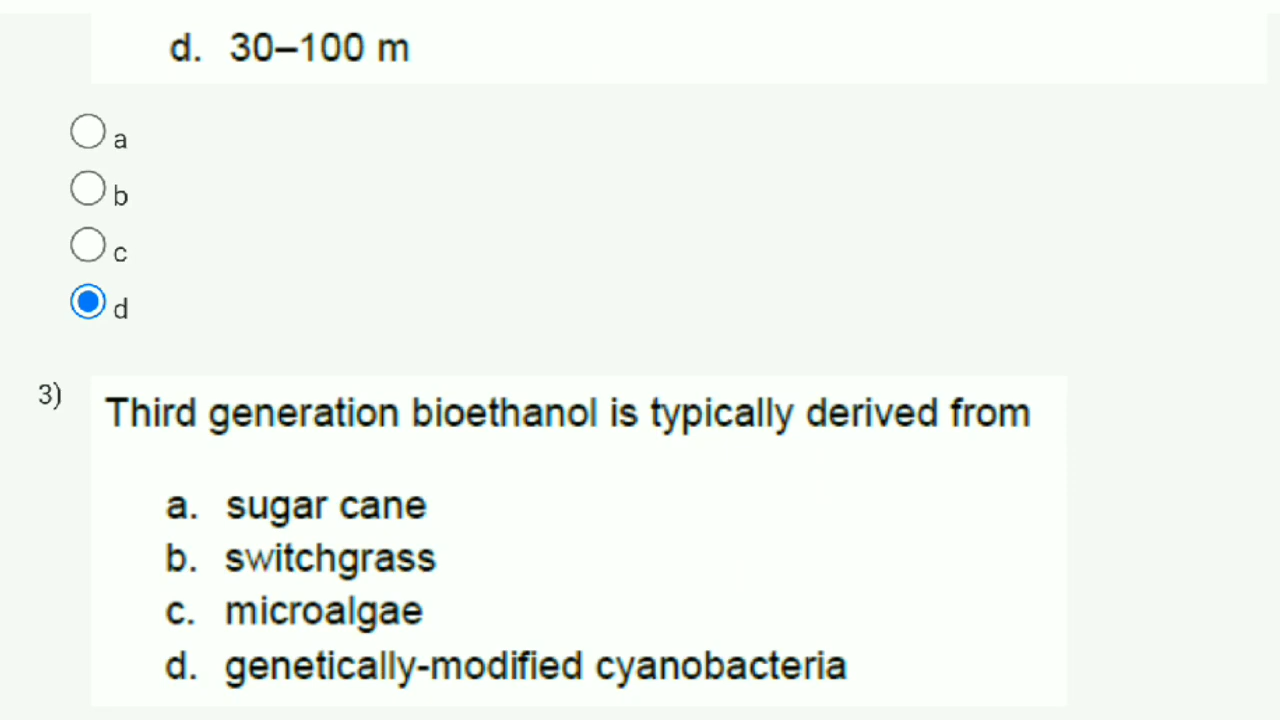 d. 30–100 m
a
b
c
d
3) Third generation bioethanol is typically derived from
a. sugar cane
b. switchgrass
c. microalgae
d. genetically-modified cyanobacteria